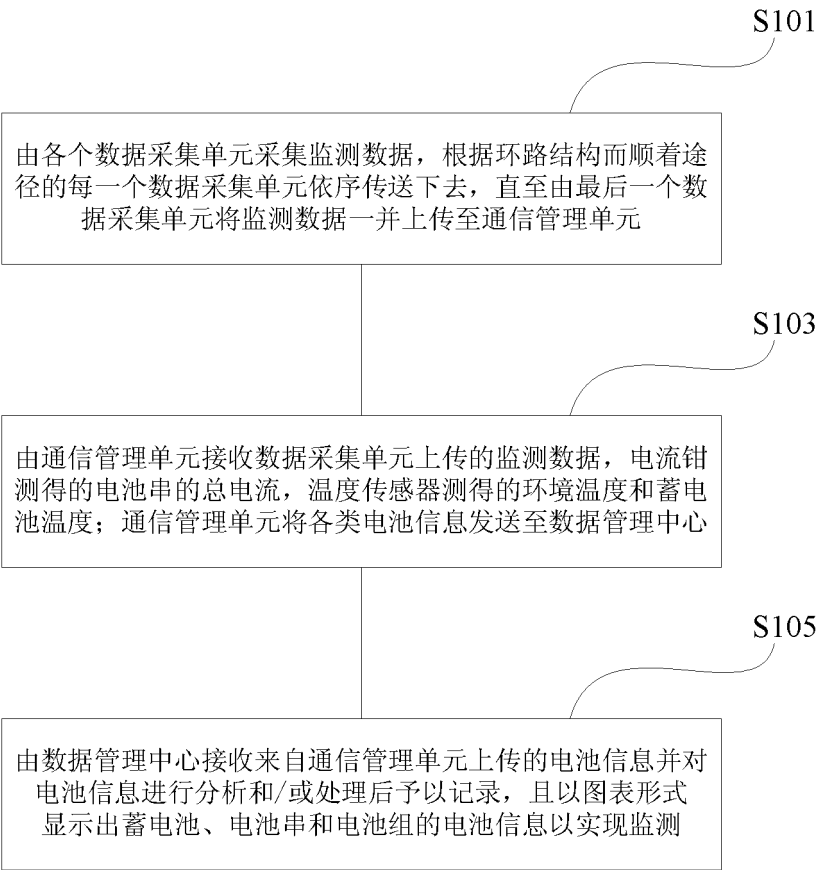 S101
由各个数据采集单元采集监测数据，根据环路结构而顺着途
径的每一个数据采集单元依序传送下去，直至由最后一个数
据采集单元将监测数据一并上传至通信管理单元
S103
由通信管理单元接收数据采集单元上传的监测数据，电流钳
测得的电池串的总电流，温度传感器测得的环境温度和蓄电
池温度；通信管理单元将各类电池信息发送至数据管理中心
S105
由数据管理中心接收来自通信管理单元上传的电池信息并对
电池信息进行分析和/或处理后予以记录，且以图表形式
显示出蓄电池、电池串和电池组的电池信息以实现监测